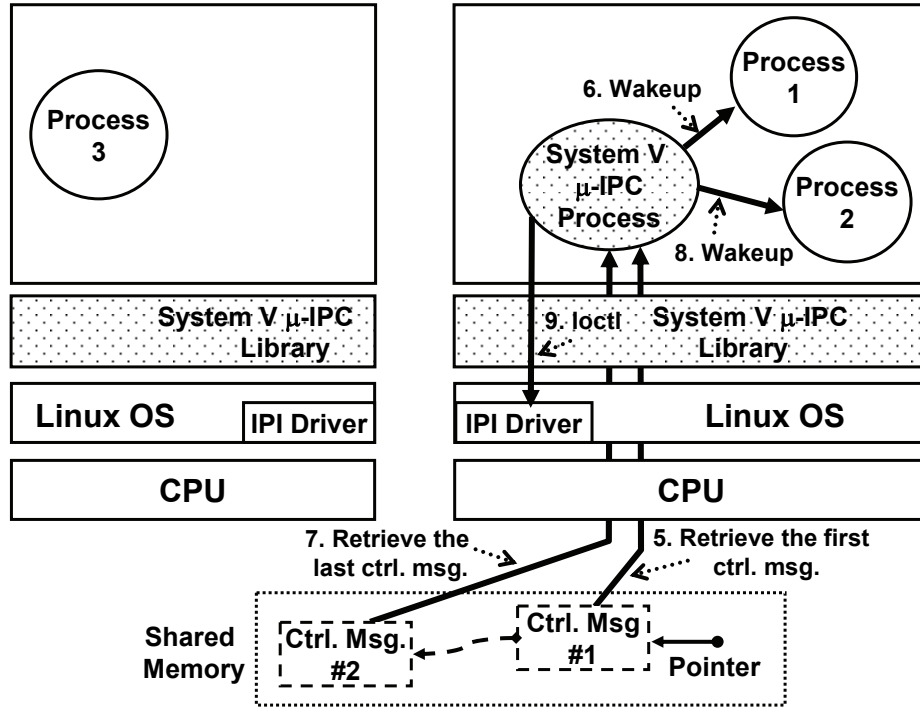 Process
3
Process
1
6. Wakeup
System V
μ-IPC
Process
Process
2
8. Wakeup
System V μ-IPC
Library
9. Ioctl
System V μ-IPC
Library
Linux OS
IPI Driver
IPI Driver
Linux OS
CPU
CPU
7. Retrieve the
last ctrl. msg.
5. Retrieve the first
ctrl. msg.
Shared
Memory
Ctrl. Msg.
#2
Ctrl. Msg
#1
Pointer